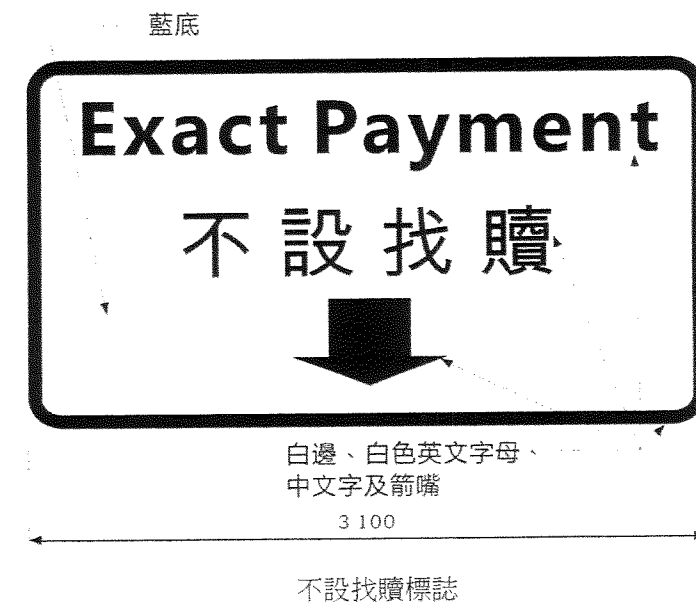 藍底
Exact Payment
不設找贖
白邊、白色英文字母、
中文字及箭嘴
3 100
不設找贖標誌